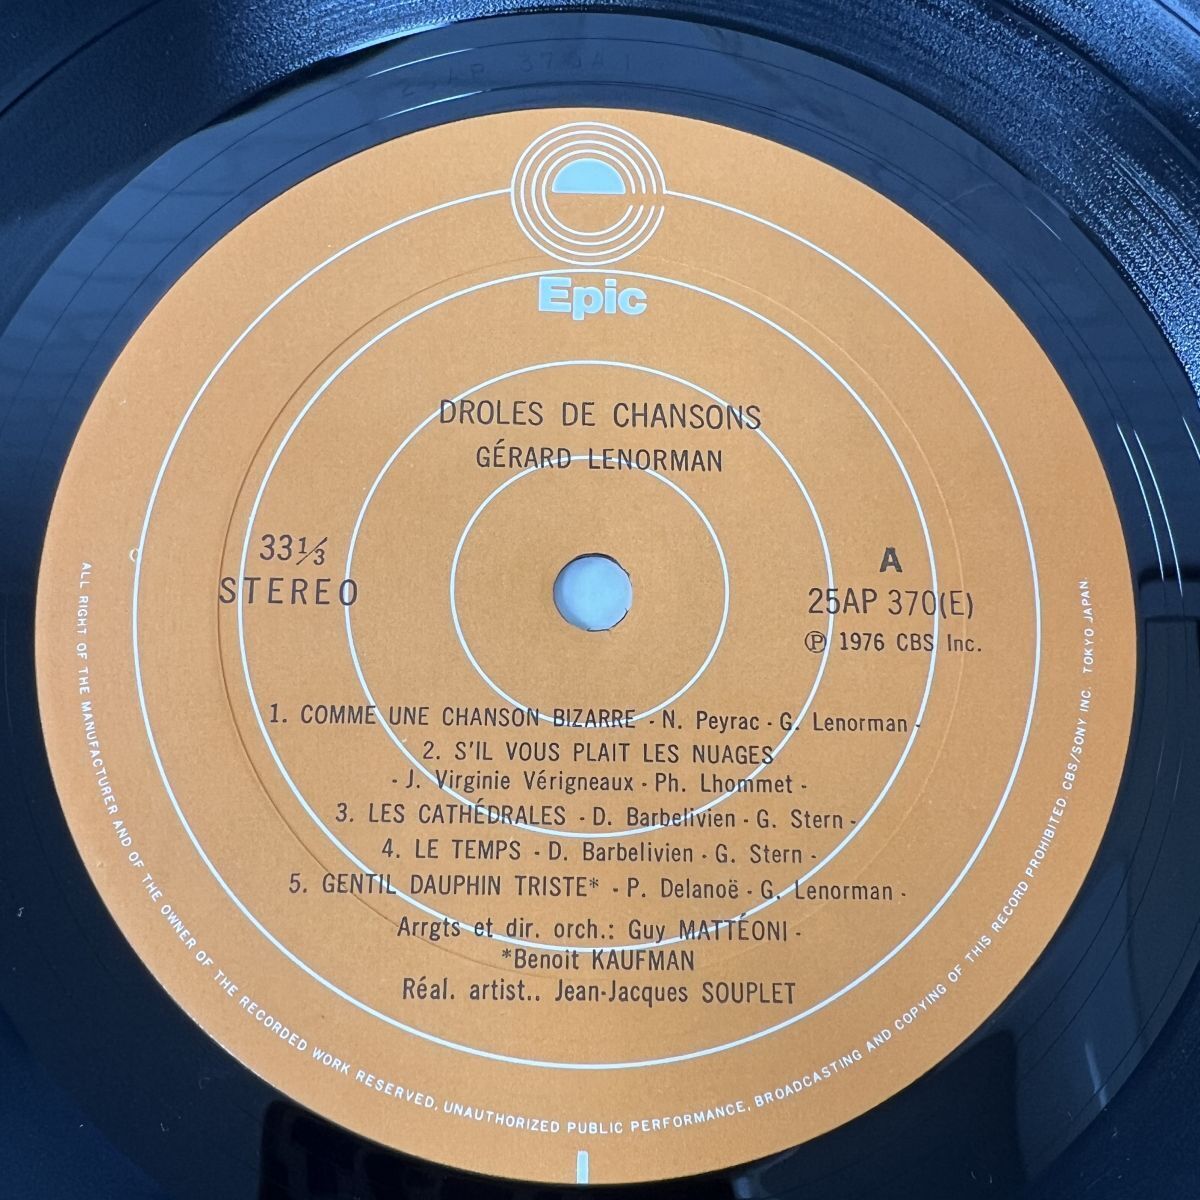 Epic
DROLES DE CHANSONS
GÉRARD LENORMAN
33⅓
STEREO
A
25AP 370(E)
Ⓟ 1976 CBS Inc.
1. COMME UNE CHANSON BIZARRE - N. Peyrac - G. Lenorman -
2. S'IL VOUS PLAIT LES NUAGES
- J. Virginie Vérigneaux - Ph. Lhommet -
3. LES CATHÉDRALES - D. Barbelivien - G. Stern -
4. LE TEMPS - D. Barbelivien - G. Stern -
5. GENTIL DAUPHIN TRISTE* - P. Delanoë - G. Lenorman -
Arrgts et dir. orch.: Guy MATTÉONI -
*Benoit KAUFMAN
Réal. artist.. Jean-Jacques SOUPLET
ALL RIGHT OF THE MANUFACTURER AND OF THE OWNER OF THE RECORDED WORK RESERVED. UNAUTHORIZED PUBLIC PERFORMANCE, BROADCASTING AND COPYING OF THIS RECORD PROHIBITED. CBS/SONY INC. TOKYO JAPAN